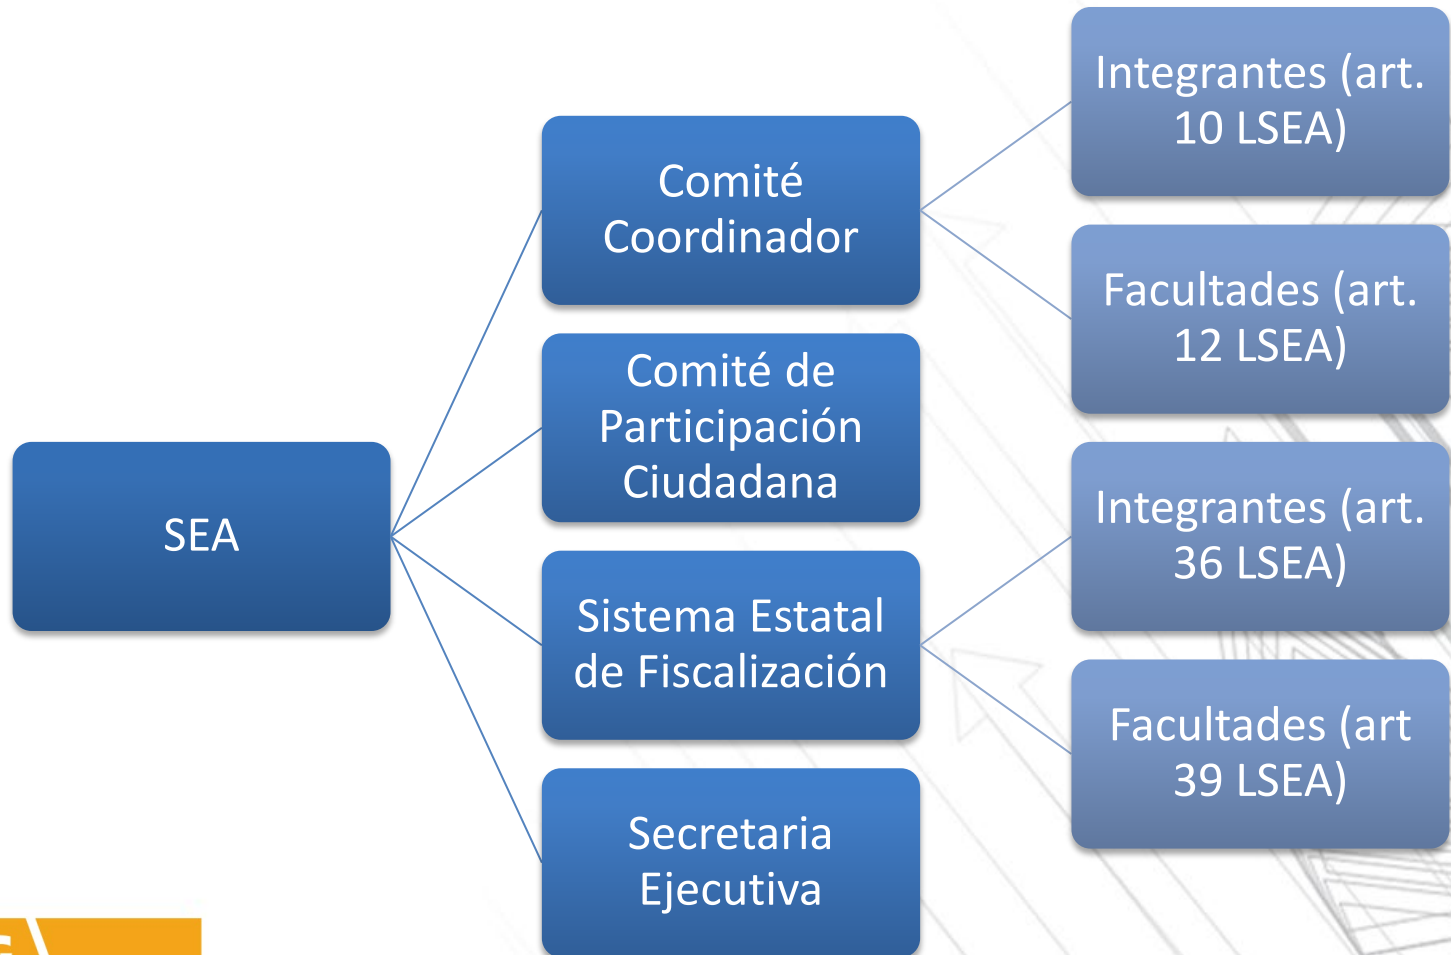 SEA
Comité
Coordinador
Integrantes (art.
10 LSEA)
Facultades (art.
12 LSEA)
Comité de
Participación
Ciudadana
Sistema Estatal
de Fiscalización
Integrantes (art.
36 LSEA)
Facultades (art
39 LSEA)
Secretaria
Ejecutiva